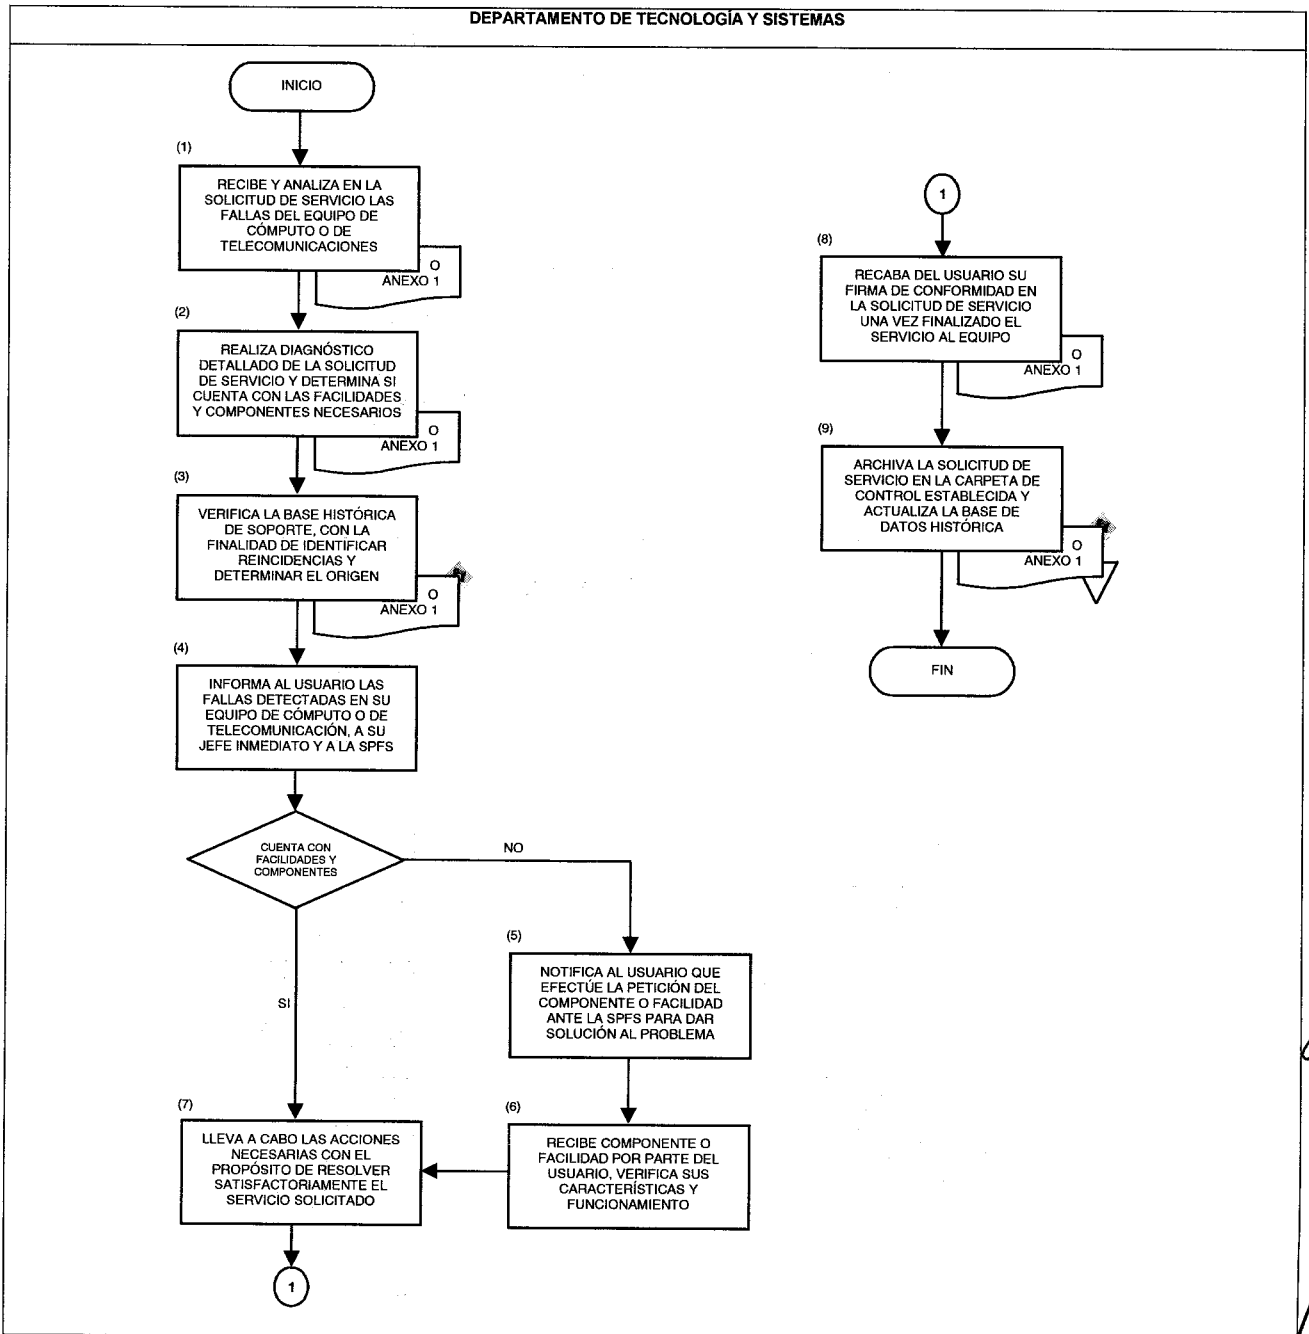 DEPARTAMENTO DE TECNOLOGÍA Y SISTEMAS
INICIO
(1)
RECIBE Y ANALIZA EN LA
SOLICITUD DE SERVICIO LAS
FALLAS DEL EQUIPO DE
CÓMPUTO O DE
TELECOMUNICACIONES
O
ANEXO 1
(2)
REALIZA DIAGNÓSTICO
DETALLADO DE LA SOLICITUD
DE SERVICIO Y DETERMINA SI
CUENTA CON LAS FACILIDADES
Y COMPONENTES NECESARIOS
O
ANEXO 1
(3)
VERIFICA LA BASE HISTÓRICA
DE SOPORTE, CON LA
FINALIDAD DE IDENTIFICAR
REINCIDENCIAS Y
DETERMINAR EL ORIGEN
O
ANEXO 1
(4)
INFORMA AL USUARIO LAS
FALLAS DETECTADAS EN SU
EQUIPO DE CÓMPUTO O DE
TELECOMUNICACIÓN, A SU
JEFE INMEDIATO Y A LA SPFS
CUENTA CON
FACILIDADES Y
COMPONENTES
NO
SI
(5)
NOTIFICA AL USUARIO QUE
EFECTÚE LA PETICIÓN DEL
COMPONENTE O FACILIDAD
ANTE LA SPFS PARA DAR
SOLUCIÓN AL PROBLEMA
(6)
RECIBE COMPONENTE O
FACILIDAD POR PARTE DEL
USUARIO, VERIFICA SUS
CARACTERÍSTICAS Y
FUNCIONAMIENTO
(7)
LLEVA A CABO LAS ACCIONES
NECESARIAS CON EL
PROPÓSITO DE RESOLVER
SATISFACTORIAMENTE EL
SERVICIO SOLICITADO
1
1
(8)
RECABA DEL USUARIO SU
FIRMA DE CONFORMIDAD EN
LA SOLICITUD DE SERVICIO
UNA VEZ FINALIZADO EL
SERVICIO AL EQUIPO
O
ANEXO 1
(9)
ARCHIVA LA SOLICITUD DE
SERVICIO EN LA CARPETA DE
CONTROL ESTABLECIDA Y
ACTUALIZA LA BASE DE
DATOS HISTÓRICA
O
ANEXO 1
FIN